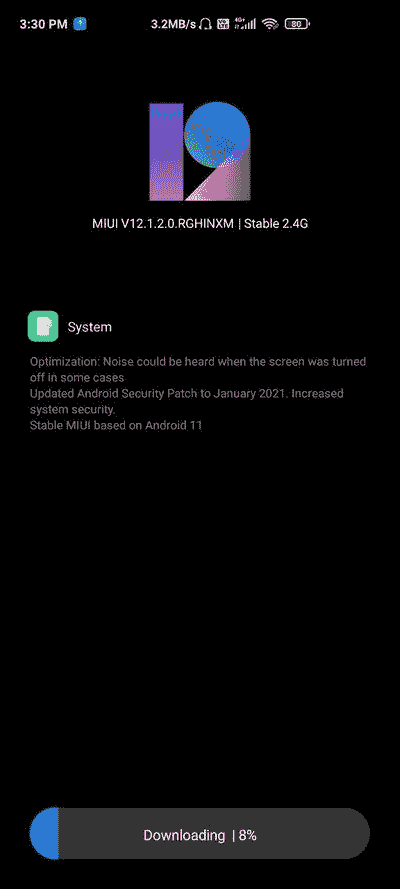 3:30 PM 3.2MB/s 4G+ 80
MIUI V12.1.2.0.RGHINXM | Stable 2.4G
System
Optimization: Noise could be heard when the screen was turned
off in some cases
Updated Android Security Patch to January 2021. Increased
system security.
Stable MIUI based on Android 11
Downloading | 8%